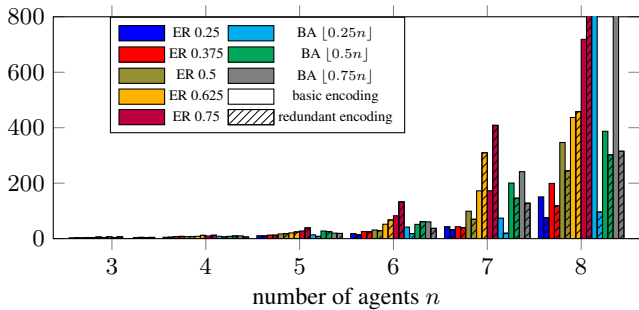 800
600
400
200
0
ER 0.25 BA ⌊0.25n⌋
ER 0.375 BA ⌊0.5n⌋
ER 0.5 BA ⌊0.75n⌋
ER 0.625 basic encoding
ER 0.75 redundant encoding
3 4 5 6 7 8
number of agents n